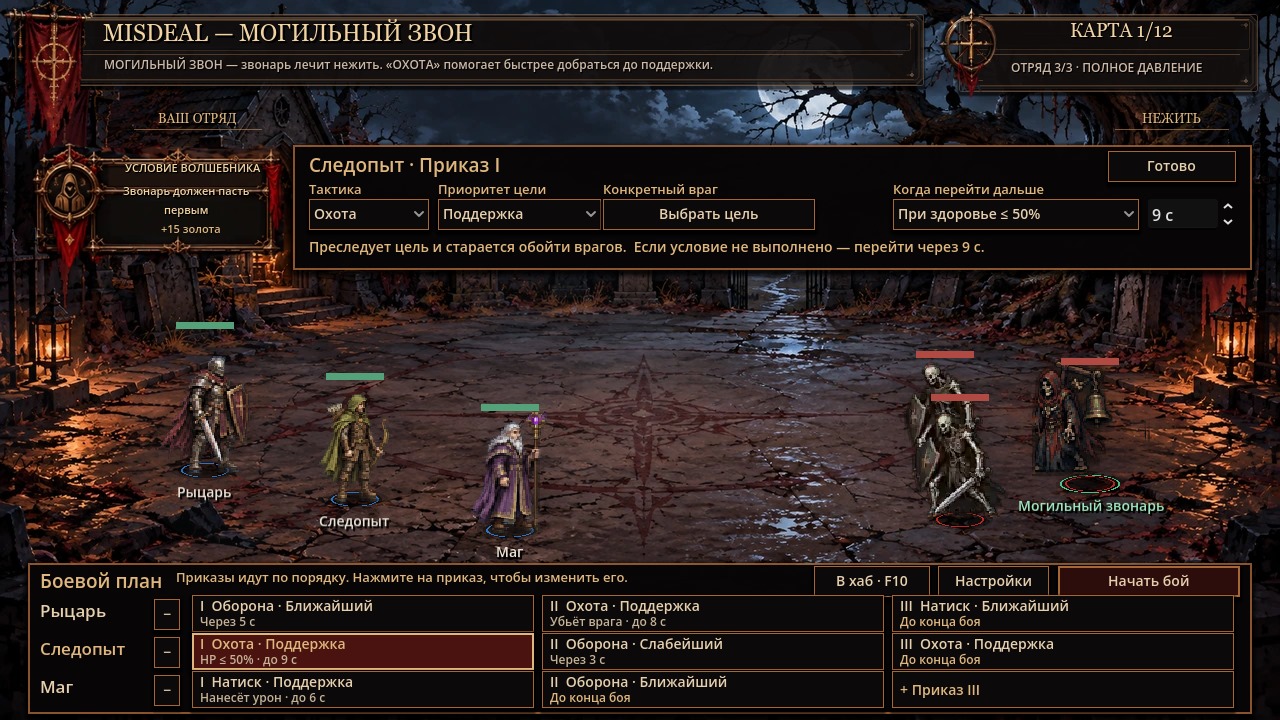 MISDEAL — МОГИЛЬНЫЙ ЗВОН
МОГИЛЬНЫЙ ЗВОН — звонарь лечит нежить. «ОХОТА» помогает быстрее добраться до поддержки.
КАРТА 1/12
ОТРЯД 3/3 · ПОЛНОЕ ДАВЛЕНИЕ
ВАШ ОТРЯД
НЕЖИТЬ
УСЛОВИЕ ВОЛШЕБНИКА
Звонарь должен пасть
первым
+15 золота
Следопыт · Приказ I
Готово
Тактика
Приоритет цели
Конкретный враг
Когда перейти дальше
Охота
Поддержка
Выбрать цель
При здоровье ≤ 50%
9 с
Преследует цель и старается обойти врагов. Если условие не выполнено — перейти через 9 с.
Рыцарь
Следопыт
Маг
Могильный звонарь
Боевой план
Приказы идут по порядку. Нажмите на приказ, чтобы изменить его.
В хаб · F10
Настройки
Начать бой
Рыцарь
–
I Оборона · Ближайший
Через 5 с
II Охота · Поддержка
Убьёт врага · до 8 с
III Натиск · Ближайший
До конца боя
Следопыт
–
I Охота · Поддержка
HP ≤ 50% · до 9 с
II Оборона · Слабейший
Через 3 с
III Охота · Поддержка
До конца боя
Маг
–
I Натиск · Поддержка
Нанесёт урон · до 6 с
II Оборона · Ближайший
До конца боя
+ Приказ III